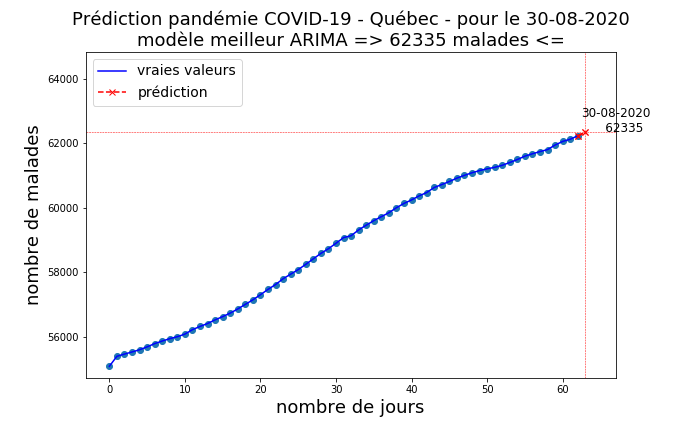 Prédiction pandémie COVID-19 - Québec - pour le 30-08-2020
modèle meilleur ARIMA => 62335 malades <=
vraies valeurs
prédiction
30-08-2020
62335
nombre de malades
64000
62000
60000
58000
56000
0 10 20 30 40 50 60
nombre de jours